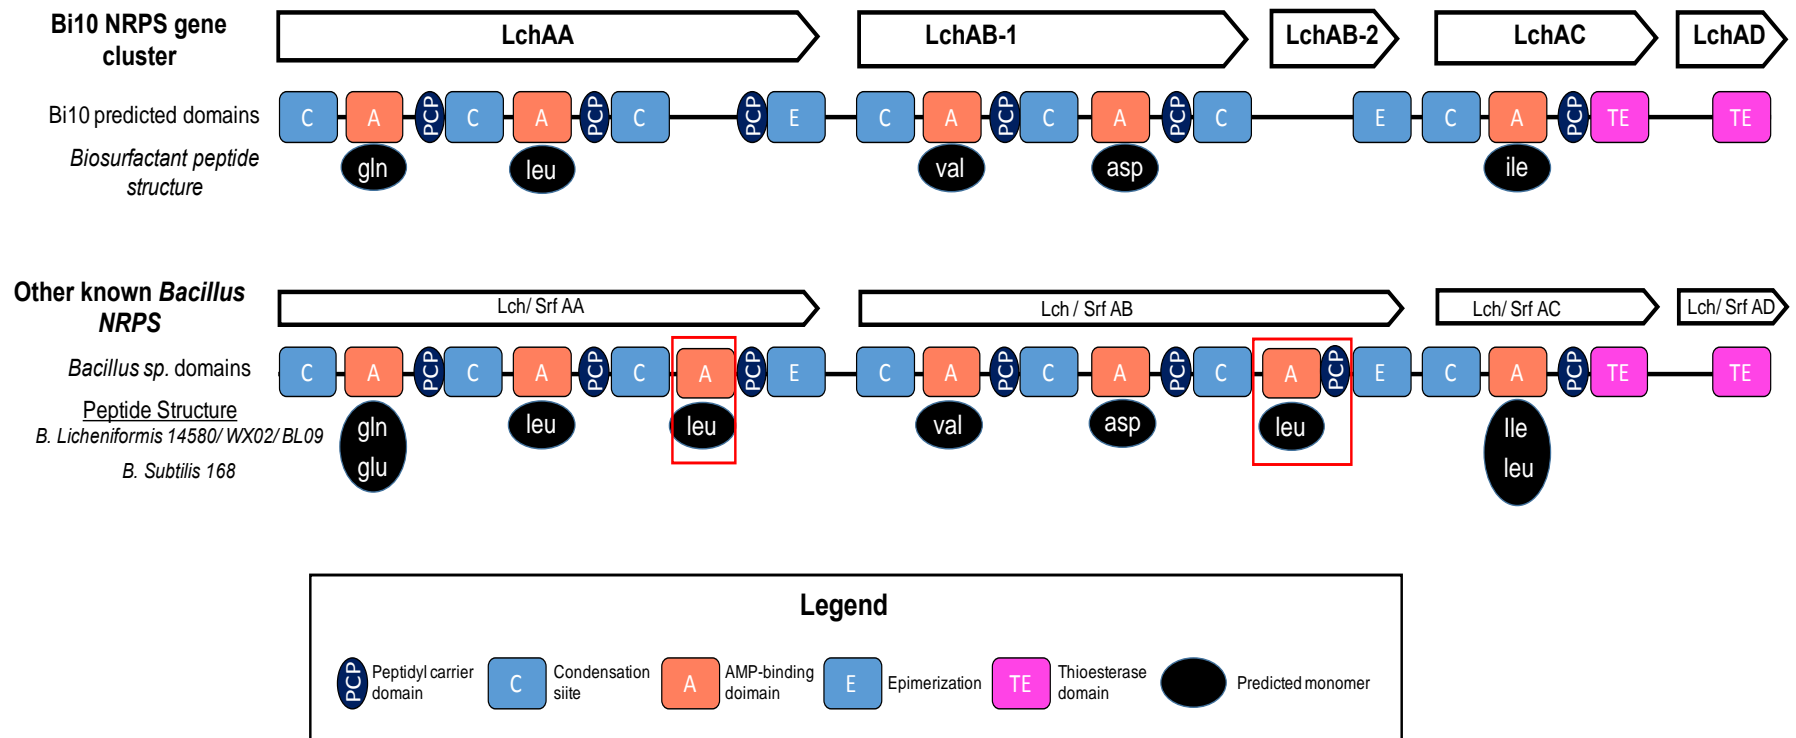 Bi10 NRPS gene
cluster
LchAA
LchAB-1
LchAB-2
LchAC
LchAD
Bi10 predicted domains
C A PCP C A PCP C PCP E C A PCP C A PCP C E C A PCP TE TE
Biosurfactant peptide
structure
gln leu val asp ile
Other known Bacillus
NRPS
Lch/ Srf AA
Lch / Srf AB
Lch/ Srf AC
Lch/ Srf AD
Bacillus sp. domains
C A PCP C A PCP C A PCP E C A PCP C A PCP C A PCP E C A PCP TE TE
Peptide Structure
B. Licheniformis 14580/ WX02/ BL09
B. Subtilis 168
gln
glu
leu
leu
val
asp
leu
Ile
leu
Legend
PCP
Peptidyl carrier
domain
C
Condensation
siite
A
AMP-binding
doimain
E
Epimerization
TE
Thioesterase
domain
Predicted monomer